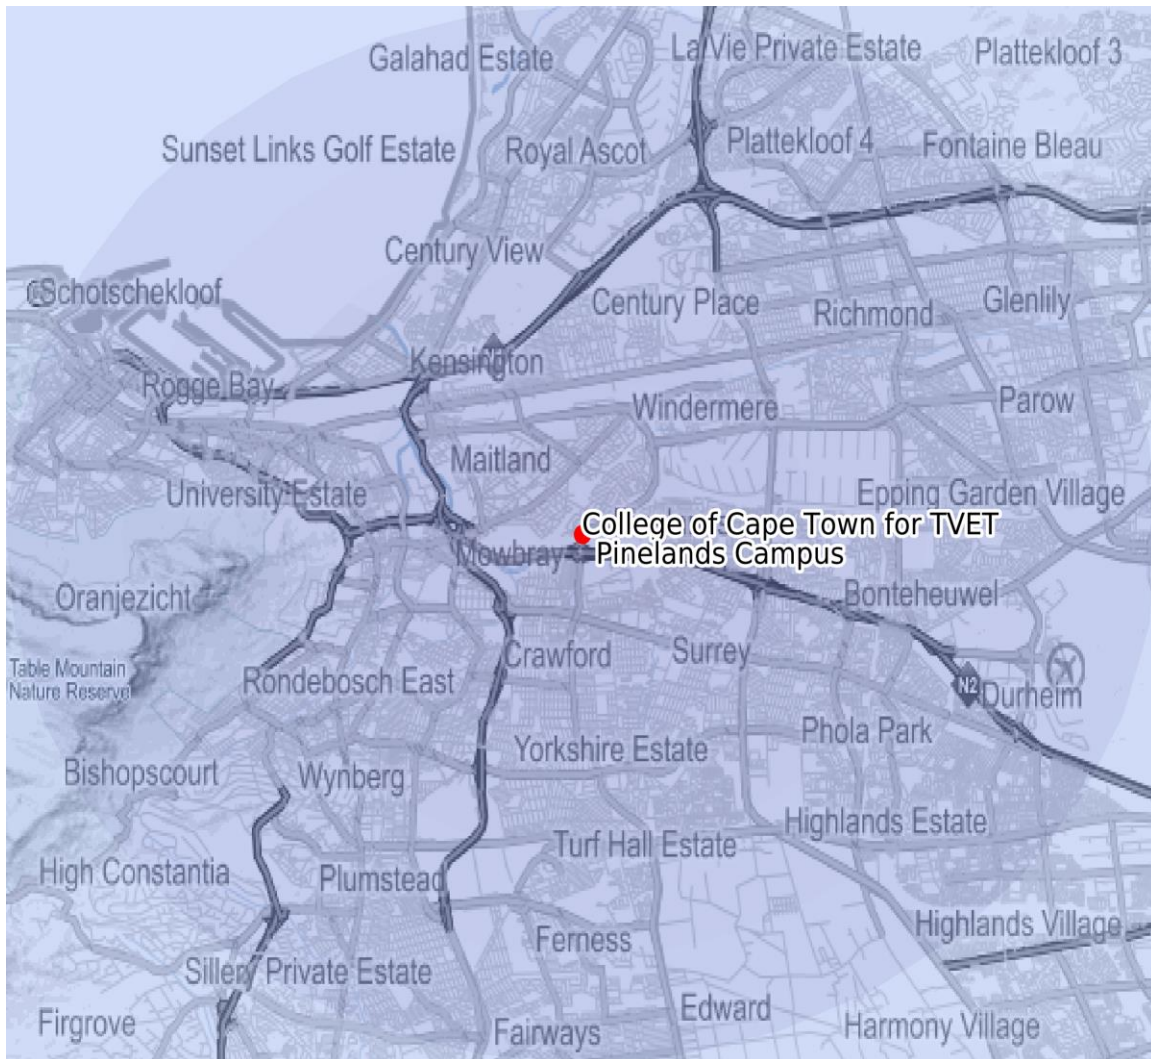 Galahad Estate
La Vie Private Estate
Plattekloof 3
Sunset Links Golf Estate
Royal Ascot
Plattekloof 4
Fontaine Bleau
Century View
Schotschekloof
Century Place
Richmond
Glenlily
Kensington
Rogge Bay
Windermere
Parow
Maitland
University Estate
Epping Garden Village
College of Cape Town for TVET
Pinelands Campus
Mowbray
Oranjezicht
Bonteheuwel
Table Mountain
Nature Reserve
Rondebosch East
Crawford
Surrey
N2
Durheim
Phola Park
Bishopscourt
Wynberg
Yorkshire Estate
Highlands Estate
Turf Hall Estate
High Constantia
Plumstead
Highlands Village
Ferness
Sillery Private Estate
Firgrove
Fairways
Edward
Harmony Village